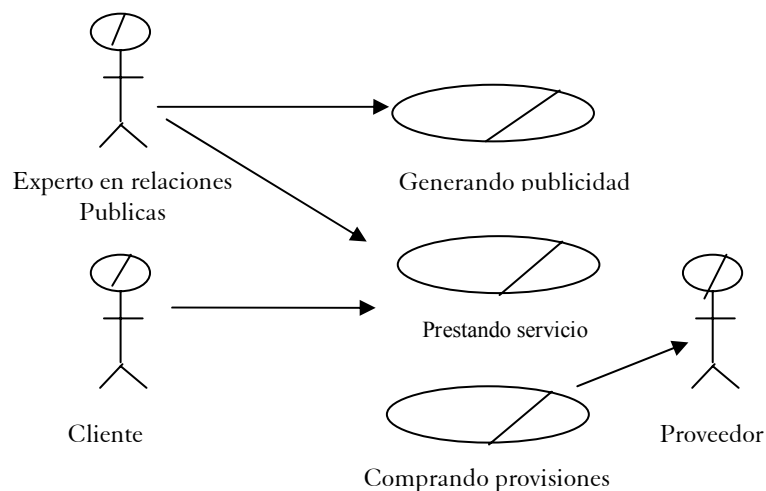 Experto en relaciones
Publicas
Generando publicidad
Prestando servicio
Cliente
Proveedor
Comprando provisiones